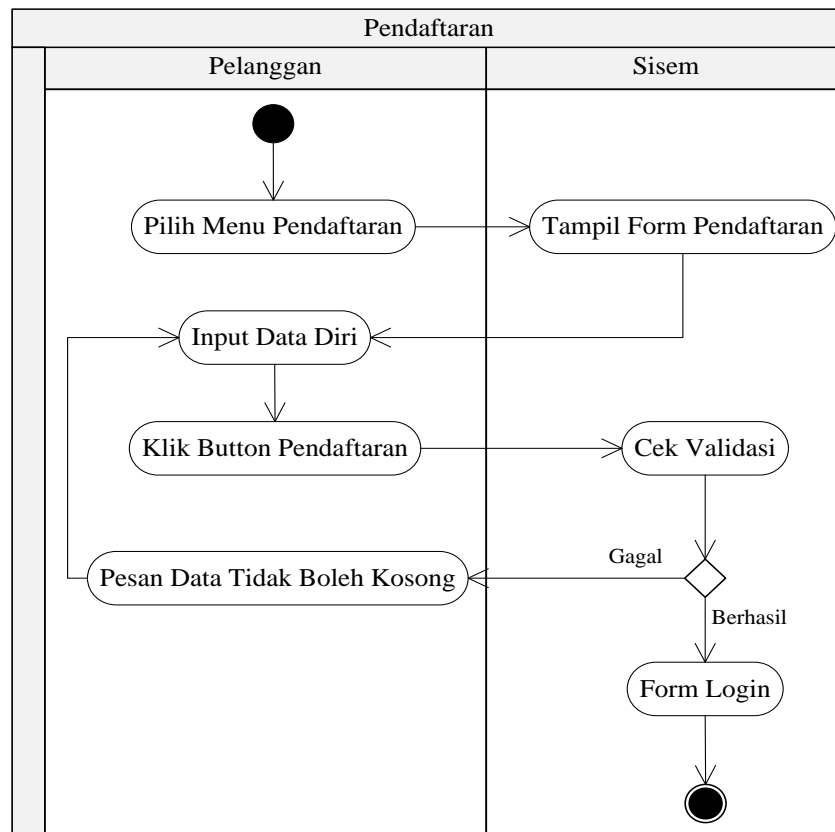 Pendaftaran
Pelanggan
Sisem
Pilih Menu Pendaftaran
Tampil Form Pendaftaran
Input Data Diri
Klik Button Pendaftaran
Cek Validasi
Gagal
Pesan Data Tidak Boleh Kosong
Berhasil
Form Login